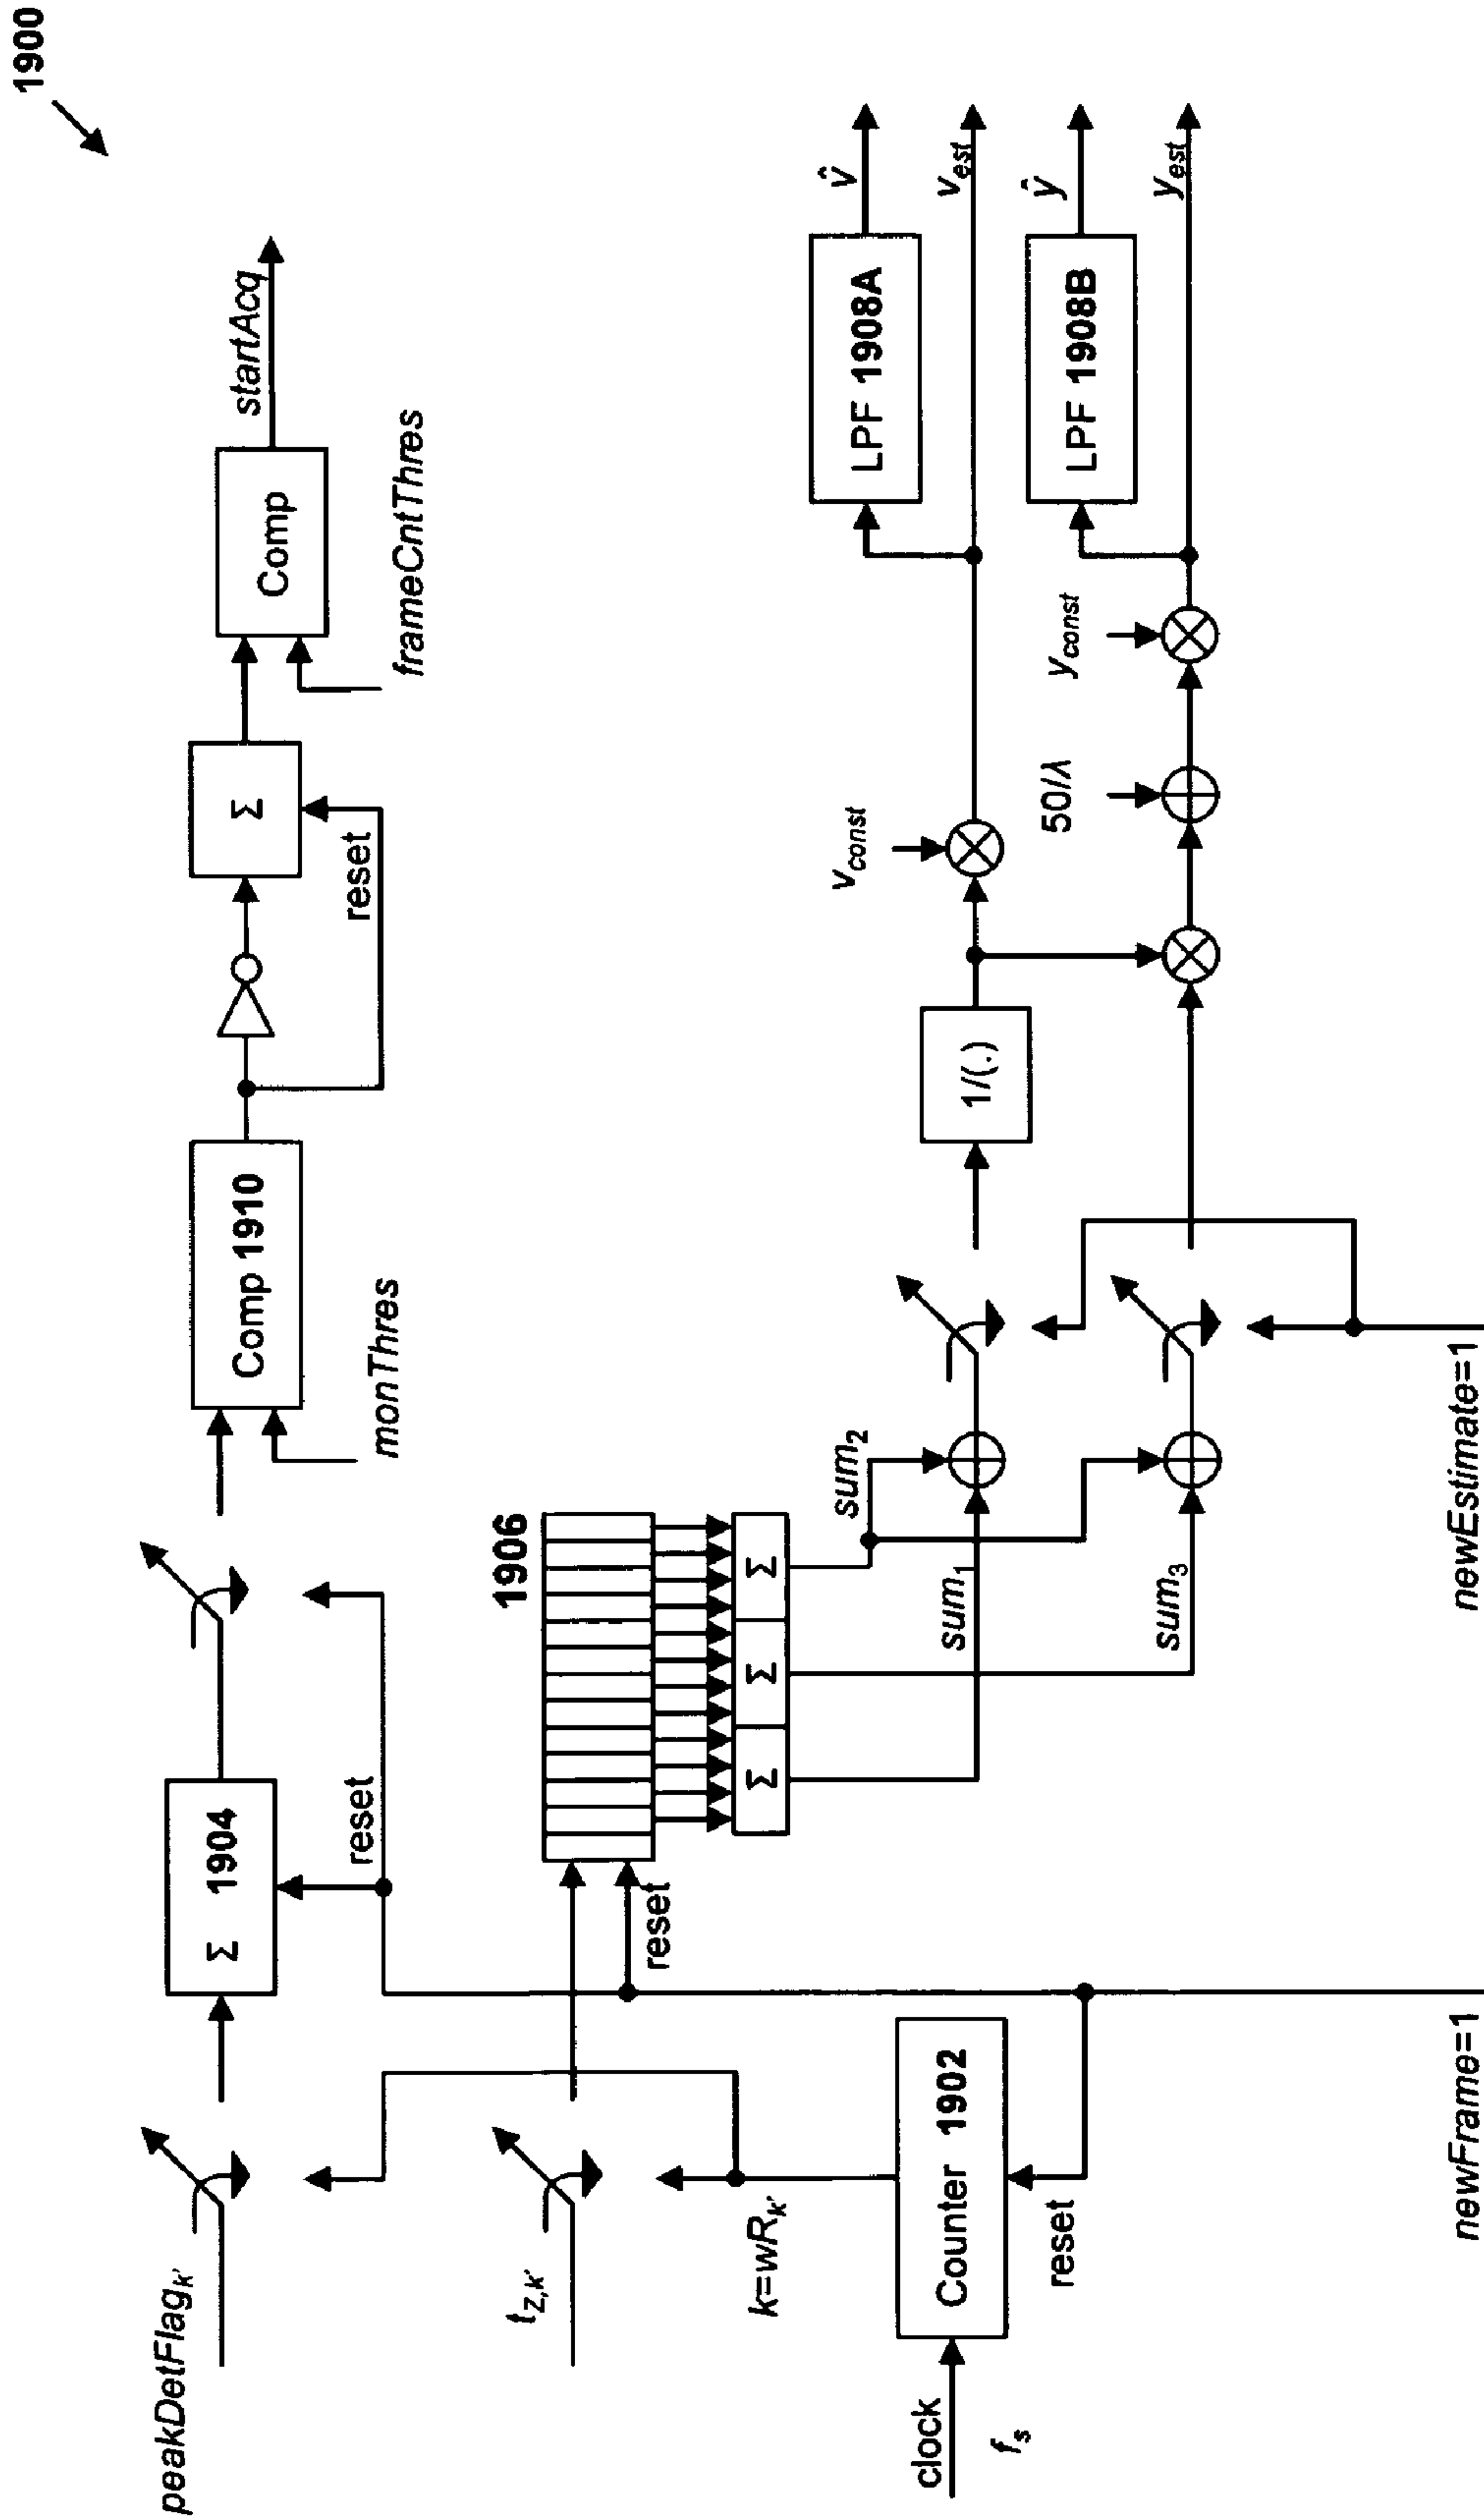 1900
peakDetFlag_k'
Σ 1904
reset
Comp 1910
monThres
Σ
reset
Comp
frameCntThres
startAcq
t_z,k'
1906
reset
Σ
Σ
Σ
sum_2
sum_1
sum_3
k=wR_k'
clock
f_s
Counter 1902
reset
1/(.)
v_const
50/λ
y_const
LPF 1908A
LPF 1908B
v̂
v_est
ŷ
y_est
newFrame=1
newEstimate=1